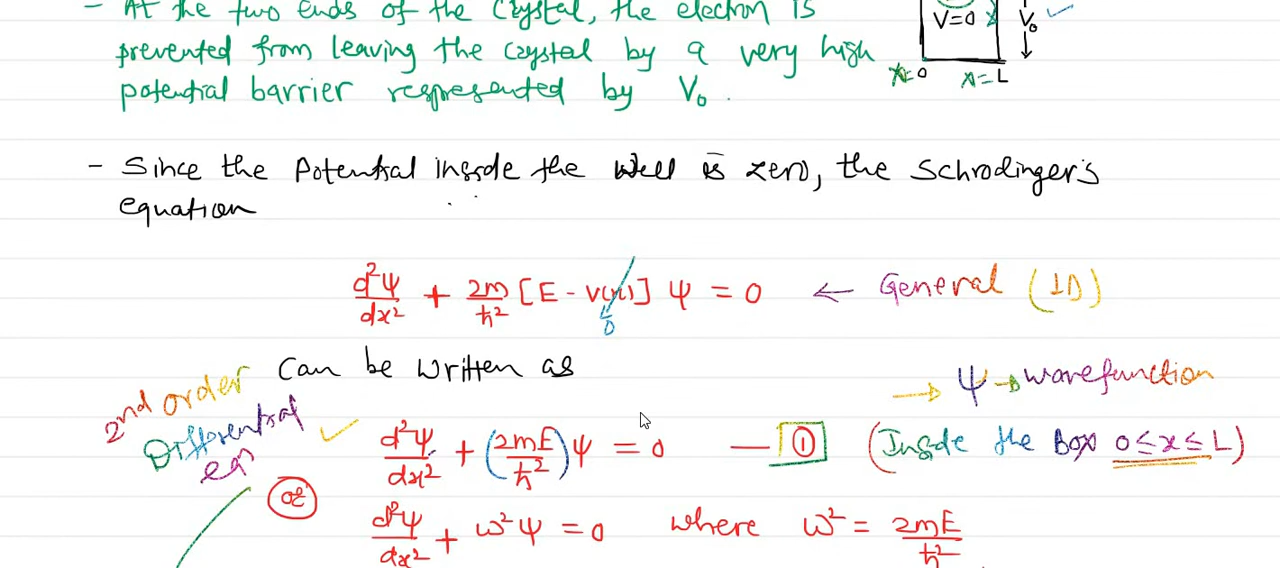 - At the two ends of the Crystal, the electron is
prevented from leaving the crystal by a very high
potential barrier respresented by V₀.
V=0
V₀
x=0
x=L
- Since the Potential inside the Well is zero, the Schrodinger's
equation
d²ψ/dx² + 2m/ħ² [E - V(x)] ψ = 0 ← General (1D)
0
Can be written as
→ ψ → wavefunction
2nd order
Differential
eqn
d²ψ/dx² + (2mE/ħ²) ψ = 0 — ① (Inside the Box 0 ≤ x ≤ L)
or
d²ψ/dx² + ω²ψ = 0 where ω² = 2mE/ħ²